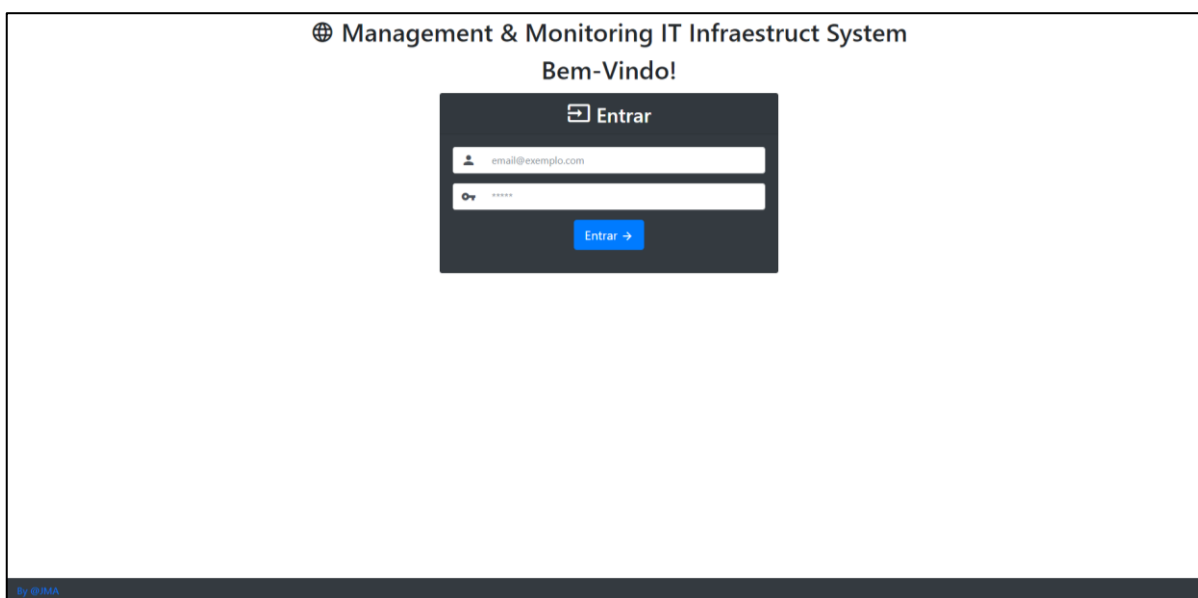 Management & Monitoring IT Infraestruct System
Bem-Vindo!
Entrar
email@exemplo.com
*****
Entrar →
By @JMA